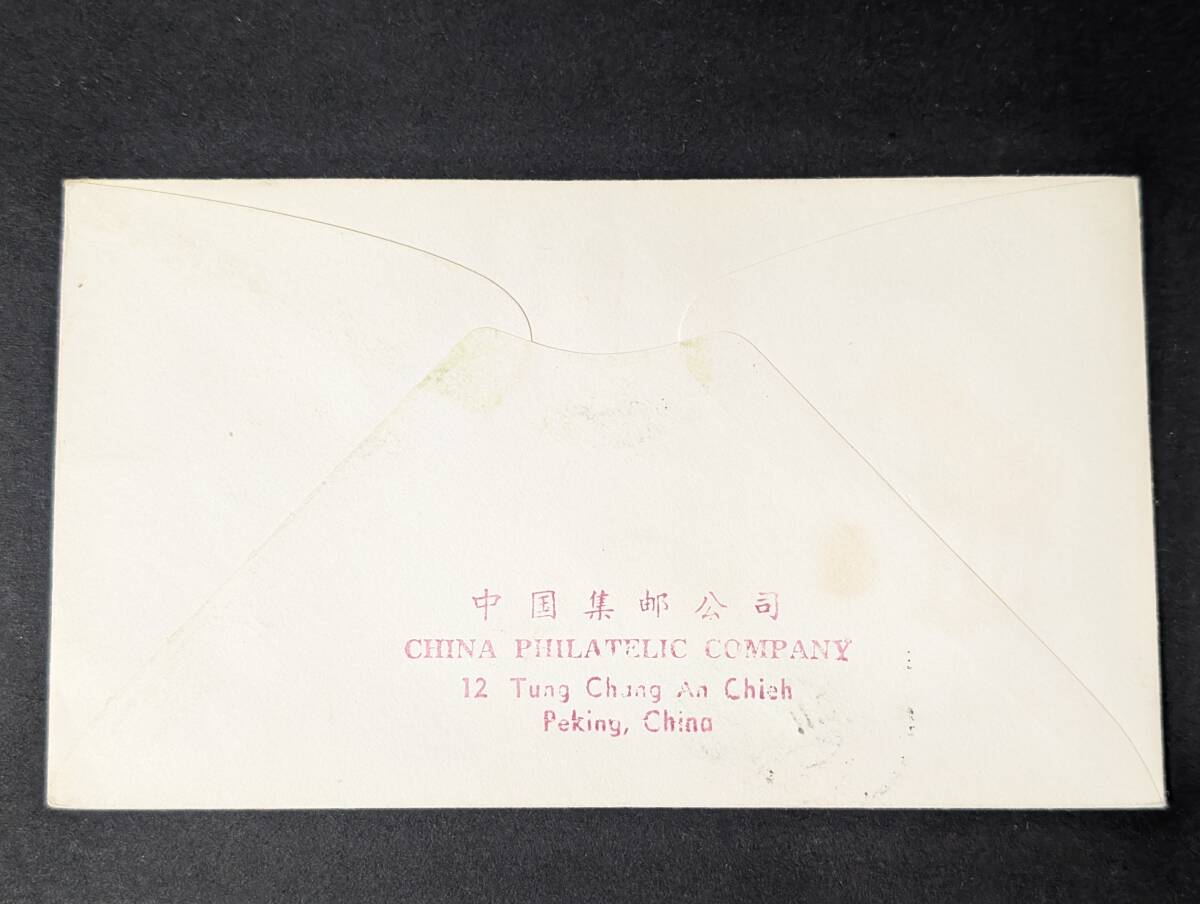 中国集邮公司
CHINA PHILATELIC COMPANY
12 Tung Chang An Chieh
Peking, China